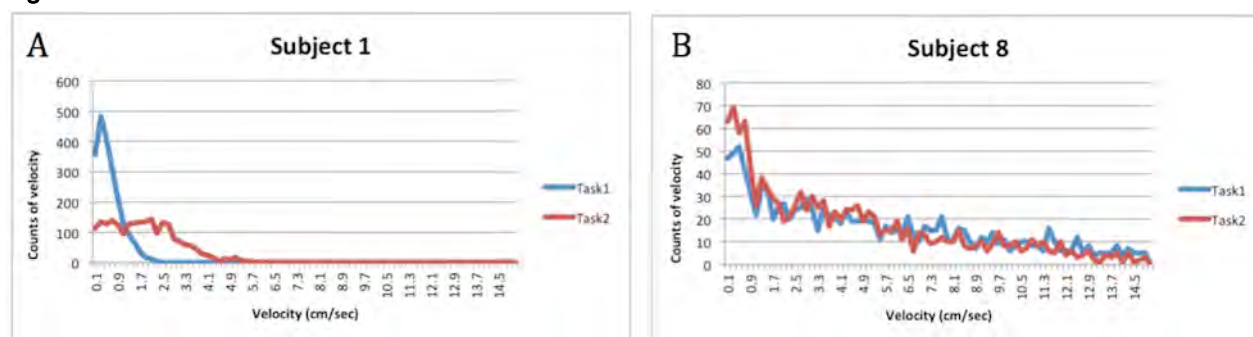 A
Subject 1
600
500
400
300
200
100
0
Counts of velocity
0.1 0.9 1.7 2.5 3.3 4.1 4.9 5.7 6.5 7.3 8.1 8.9 9.7 10.5 11.3 12.1 12.9 13.7 14.5
Velocity (cm/sec)
Task1
Task2
B
Subject 8
80
70
60
50
40
30
20
10
0
Counts of velocity
0.1 0.9 1.7 2.5 3.3 4.1 4.9 5.7 6.5 7.3 8.1 8.9 9.7 10.5 11.3 12.1 12.9 13.7 14.5
Velocity (cm/sec)
Task1
Task2